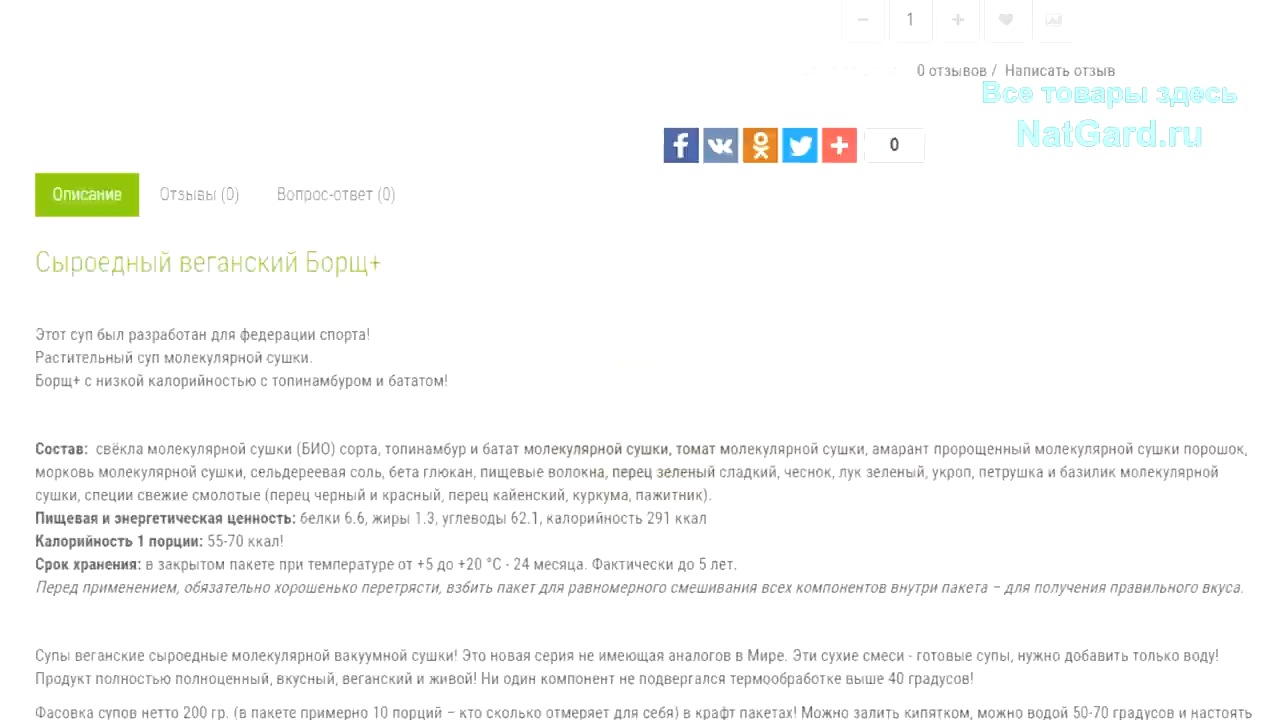 1
0 отзывов / Написать отзыв
Все товары здесь
NatGard.ru
0
Описание Отзывы (0) Вопрос-ответ (0)
Сыроедный веганский Борщ+
Этот суп был разработан для федерации спорта!
Растительный суп молекулярной сушки.
Борщ+ с низкой калорийностью с топинамбуром и бататом!
Состав: свёкла молекулярной сушки (БИО) сорта, топинамбур и батат молекулярной сушки, томат молекулярной сушки, амарант пророщенный молекулярной сушки порошок,
морковь молекулярной сушки, сельдереевая соль, бета глюкан, пищевые волокна, перец зеленый сладкий, чеснок, лук зеленый, укроп, петрушка и базилик молекулярной
сушки, специи свежие смолотые (перец черный и красный, перец кайенский, куркума, пажитник).
Пищевая и энергетическая ценность: белки 6.6, жиры 1.3, углеводы 62.1, калорийность 291 ккал
Калорийность 1 порции: 55-70 ккал!
Срок хранения: в закрытом пакете при температуре от +5 до +20 °С - 24 месяца. Фактически до 5 лет.
Перед применением, обязательно хорошенько перетрясти, взбить пакет для равномерного смешивания всех компонентов внутри пакета – для получения правильного вкуса.
Супы веганские сыроедные молекулярной вакуумной сушки! Это новая серия не имеющая аналогов в Мире. Эти сухие смеси - готовые супы, нужно добавить только воду!
Продукт полностью полноценный, вкусный, веганский и живой! Ни один компонент не подвергался термообработке выше 40 градусов!
Фасовка супов нетто 200 гр. (в пакете примерно 10 порций – кто сколько отмеряет для себя) в крафт пакетах! Можно залить кипятком, можно водой 50-70 градусов и настоять